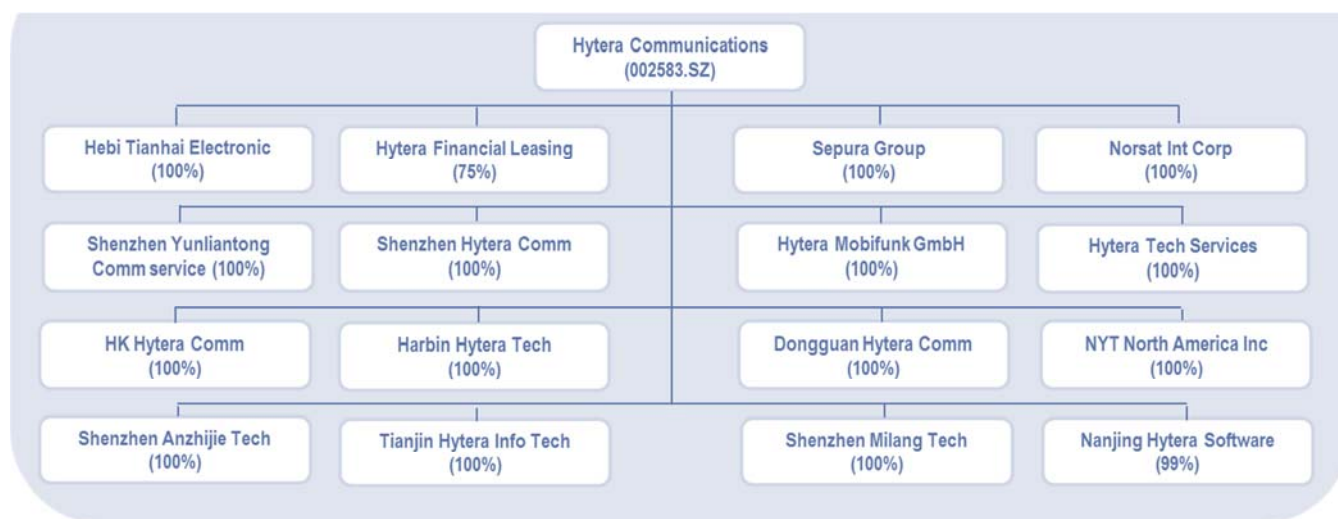 Hytera Communications
(002583.SZ)
Hebi Tianhai Electronic
(100%)
Hytera Financial Leasing
(75%)
Sepura Group
(100%)
Norsat Int Corp
(100%)
Shenzhen Yunliantong
Comm service (100%)
Shenzhen Hytera Comm
(100%)
Hytera Mobifunk GmbH
(100%)
Hytera Tech Services
(100%)
HK Hytera Comm
(100%)
Harbin Hytera Tech
(100%)
Dongguan Hytera Comm
(100%)
NYT North America Inc
(100%)
Shenzhen Anzhijie Tech
(100%)
Tianjin Hytera Info Tech
(100%)
Shenzhen Milang Tech
(100%)
Nanjing Hytera Software
(99%)